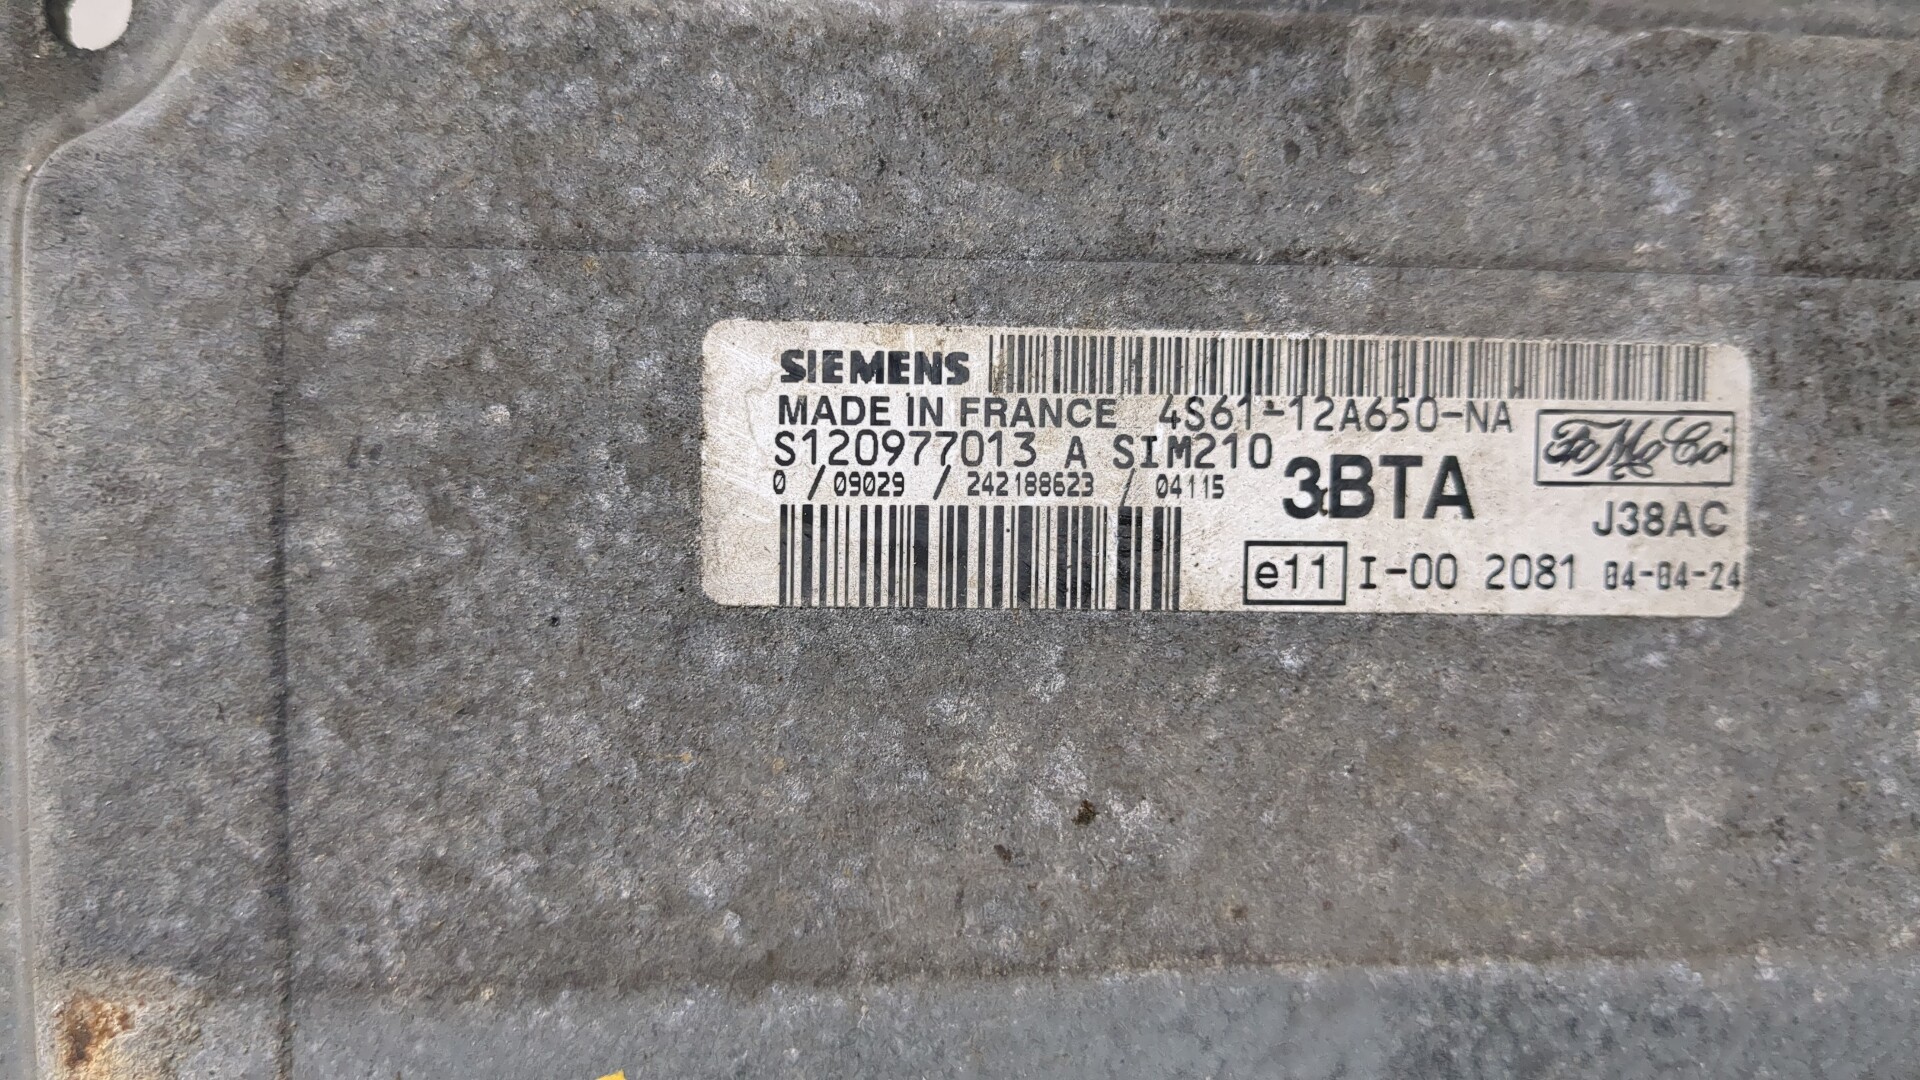 SIEMENS
MADE IN FRANCE 4S61-12A650-NA
FoMoCo
S120977013 A SIM210
0 / 09029 / 242188623 / 04115
3BTA
J38AC
e11 I-00 2081 04-04-24